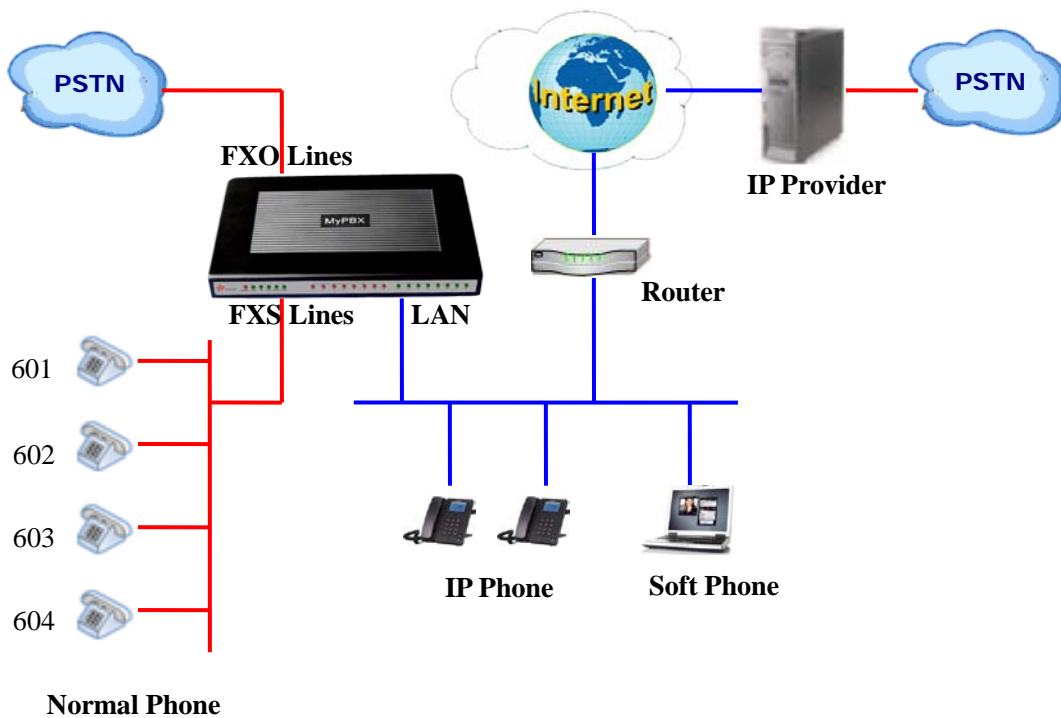 PSTN
Internet
PSTN
IP Provider
FXO Lines
MyPBX
Router
FXS Lines
LAN
601
602
603
604
IP Phone
Soft Phone
Normal Phone